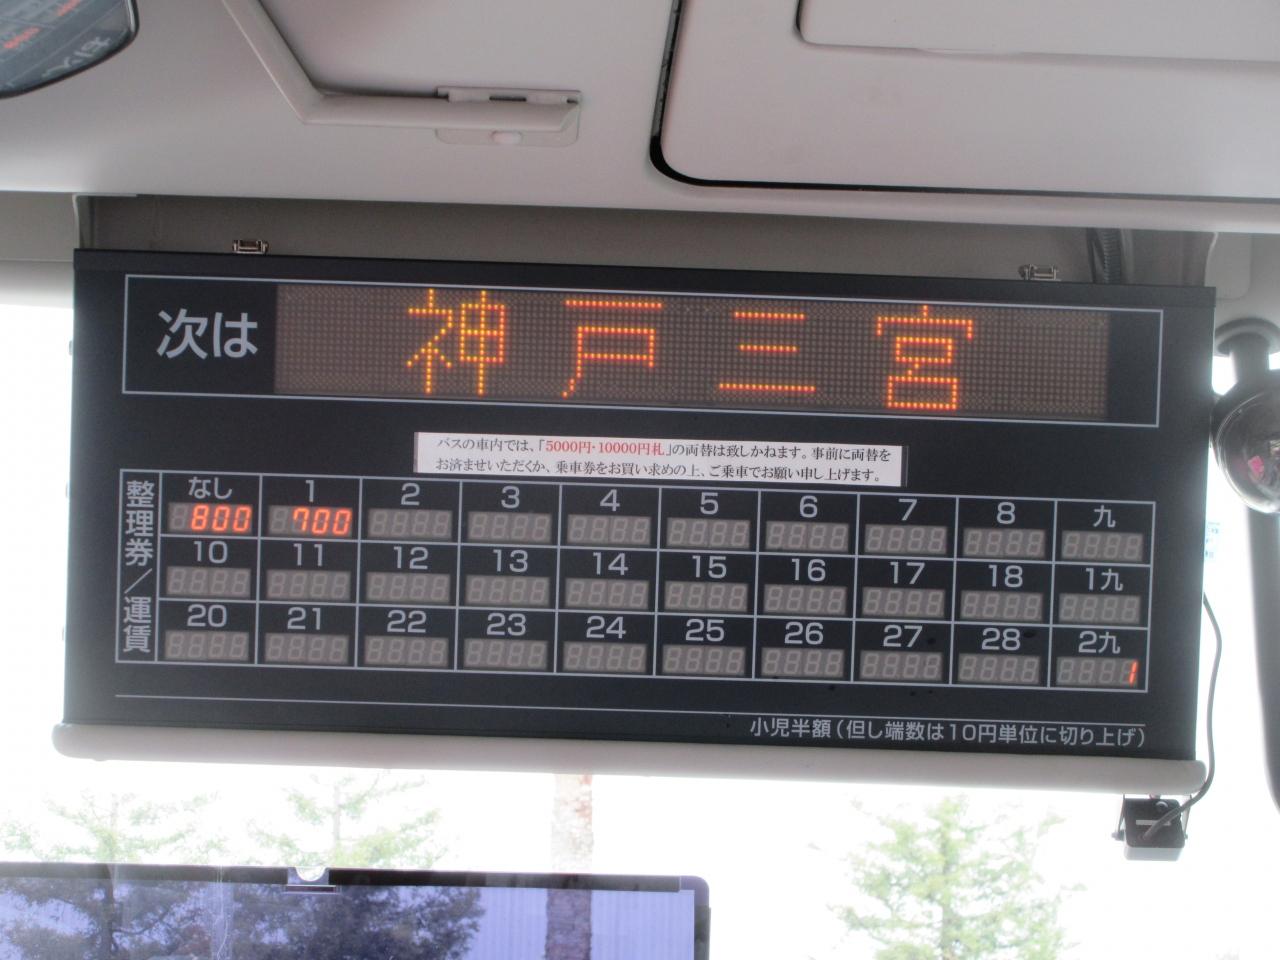 次は 神戸三宮
バスの車内では、「5000円・10000円札」の両替は致しかねます。事前に両替を
お済ませいただくか、乗車券をお買い求めの上、ご乗車でお願い申し上げます。
整理券／運賃
なし 1 2 3 4 5 6 7 8 九
800 700
10 11 12 13 14 15 16 17 18 1九
20 21 22 23 24 25 26 27 28 2九
1
小児半額（但し端数は10円単位に切り上げ）